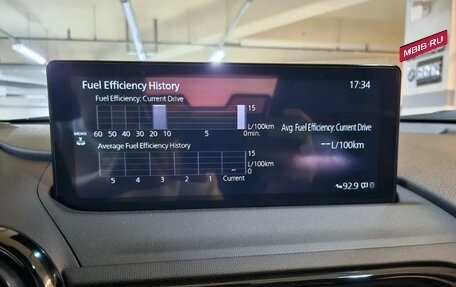 MBIB.RU
Fuel Efficiency History 17:34
Fuel Efficiency: Current Drive
15
L/100km
60 50 40 30 20 10 5 0min.
Avg. Fuel Efficiency: Current Drive
--L/100km
MENU
Average Fuel Efficiency History
15
L/100km
0
5 4 3 2 1 Current
--
92.9 0